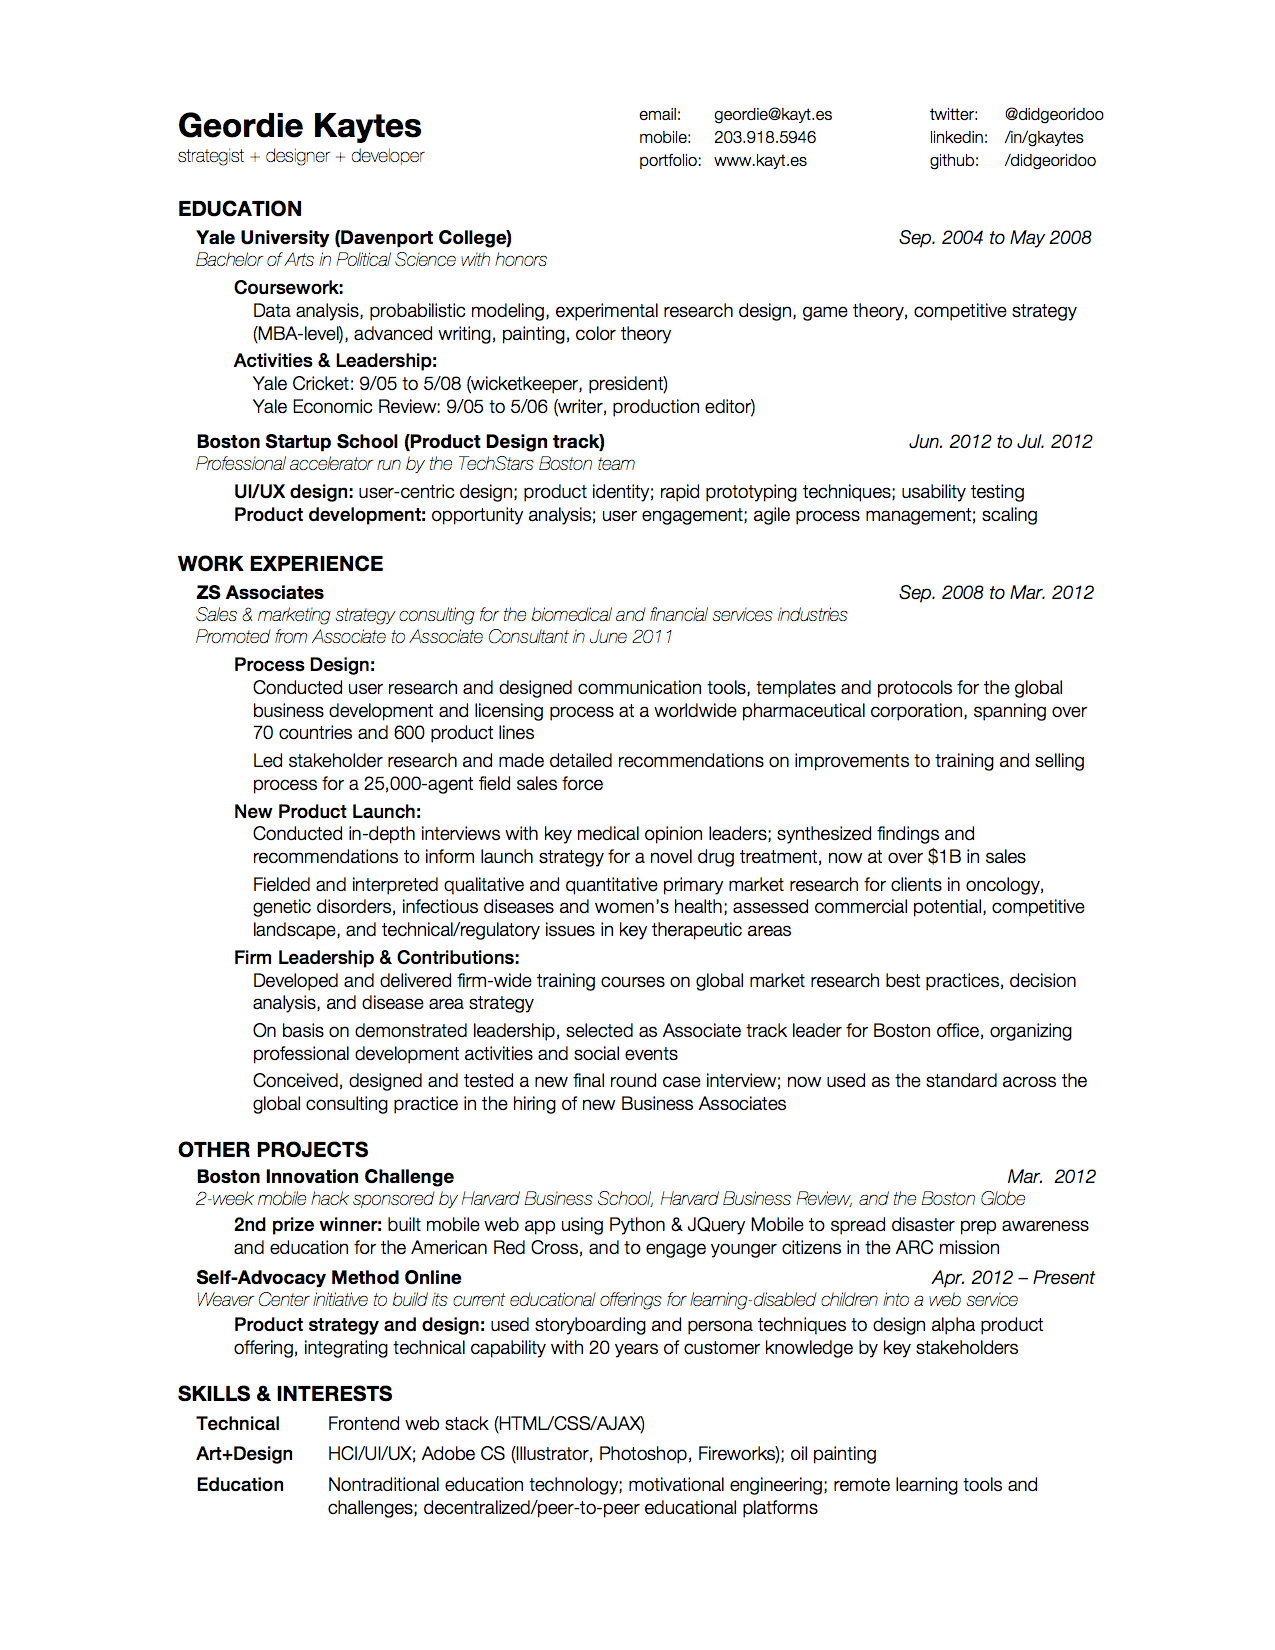 Geordie Kaytes
strategist + designer + developer
email: geordie@kayt.es
mobile: 203.918.5946
portfolio: www.kayt.es
twitter: @didgeoridoo
linkedin: /in/gkaytes
github: /didgeoridoo
EDUCATION
Yale University (Davenport College) Sep. 2004 to May 2008
Bachelor of Arts in Political Science with honors
Coursework:
Data analysis, probabilistic modeling, experimental research design, game theory, competitive strategy
(MBA-level), advanced writing, painting, color theory
Activities & Leadership:
Yale Cricket: 9/05 to 5/08 (wicketkeeper, president)
Yale Economic Review: 9/05 to 5/06 (writer, production editor)
Boston Startup School (Product Design track) Jun. 2012 to Jul. 2012
Professional accelerator run by the TechStars Boston team
UI/UX design: user-centric design; product identity; rapid prototyping techniques; usability testing
Product development: opportunity analysis; user engagement; agile process management; scaling
WORK EXPERIENCE
ZS Associates Sep. 2008 to Mar. 2012
Sales & marketing strategy consulting for the biomedical and financial services industries
Promoted from Associate to Associate Consultant in June 2011
Process Design:
Conducted user research and designed communication tools, templates and protocols for the global
business development and licensing process at a worldwide pharmaceutical corporation, spanning over
70 countries and 600 product lines
Led stakeholder research and made detailed recommendations on improvements to training and selling
process for a 25,000-agent field sales force
New Product Launch:
Conducted in-depth interviews with key medical opinion leaders; synthesized findings and
recommendations to inform launch strategy for a novel drug treatment, now at over $1B in sales
Fielded and interpreted qualitative and quantitative primary market research for clients in oncology,
genetic disorders, infectious diseases and women’s health; assessed commercial potential, competitive
landscape, and technical/regulatory issues in key therapeutic areas
Firm Leadership & Contributions:
Developed and delivered firm-wide training courses on global market research best practices, decision
analysis, and disease area strategy
On basis on demonstrated leadership, selected as Associate track leader for Boston office, organizing
professional development activities and social events
Conceived, designed and tested a new final round case interview; now used as the standard across the
global consulting practice in the hiring of new Business Associates
OTHER PROJECTS
Boston Innovation Challenge Mar. 2012
2-week mobile hack sponsored by Harvard Business School, Harvard Business Review, and the Boston Globe
2nd prize winner: built mobile web app using Python & JQuery Mobile to spread disaster prep awareness
and education for the American Red Cross, and to engage younger citizens in the ARC mission
Self-Advocacy Method Online Apr. 2012 – Present
Weaver Center initiative to build its current educational offerings for learning-disabled children into a web service
Product strategy and design: used storyboarding and persona techniques to design alpha product
offering, integrating technical capability with 20 years of customer knowledge by key stakeholders
SKILLS & INTERESTS
Technical Frontend web stack (HTML/CSS/AJAX)
Art+Design HCI/UI/UX; Adobe CS (Illustrator, Photoshop, Fireworks); oil painting
Education Nontraditional education technology; motivational engineering; remote learning tools and
challenges; decentralized/peer-to-peer educational platforms